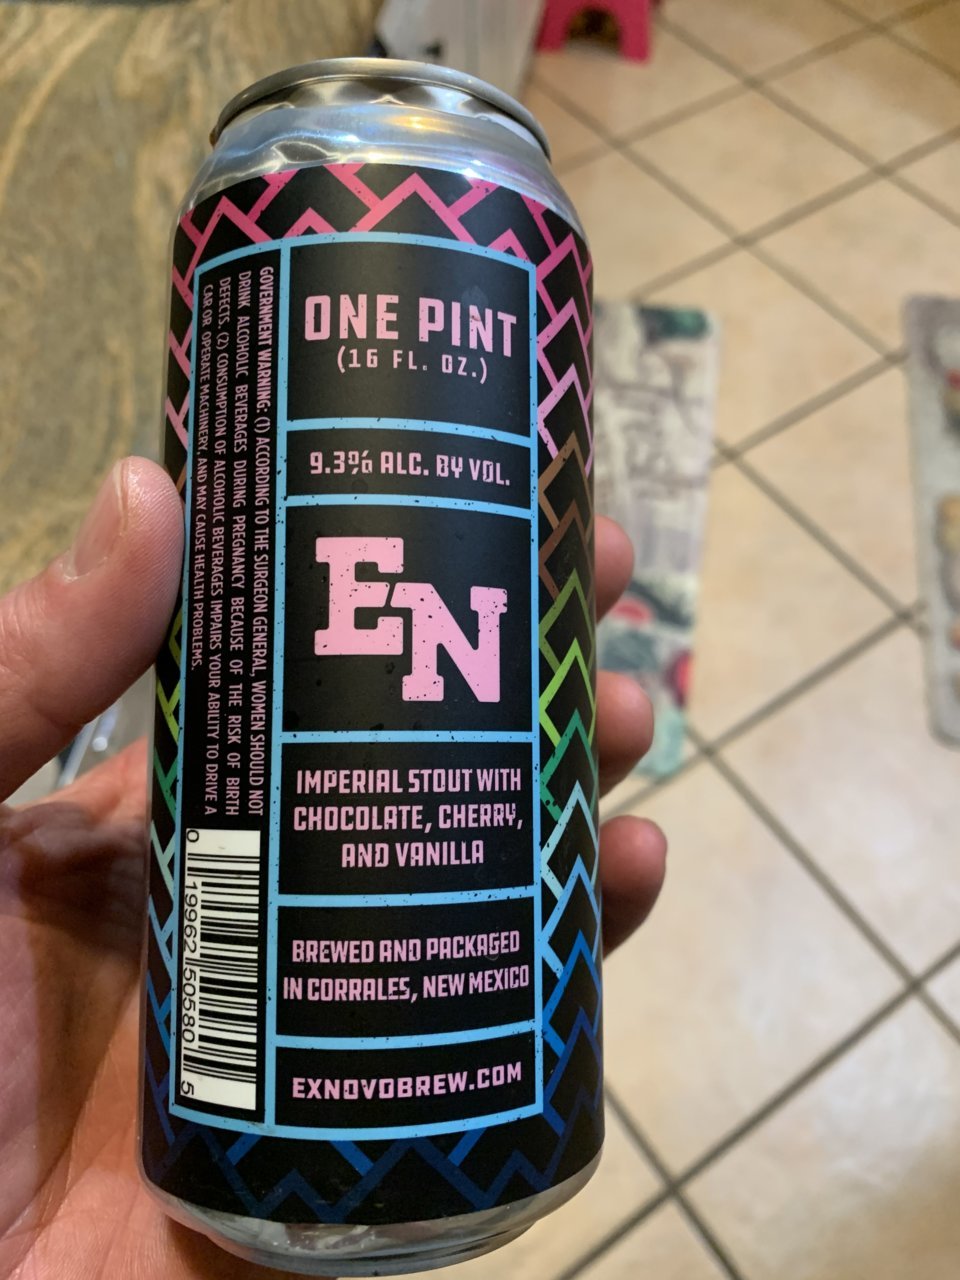 GOVERNMENT WARNING: (1) ACCORDING TO THE SURGEON GENERAL, WOMEN SHOULD NOT
DRINK ALCOHOLIC BEVERAGES DURING PREGNANCY BECAUSE OF THE RISK OF BIRTH
DEFECTS. (2) CONSUMPTION OF ALCOHOLIC BEVERAGES IMPAIRS YOUR ABILITY TO DRIVE A
CAR OR OPERATE MACHINERY, AND MAY CAUSE HEALTH PROBLEMS.
0 19962 50580 5
ONE PINT
(16 FL. OZ.)
9.3% ALC. BY VOL.
EN
IMPERIAL STOUT WITH
CHOCOLATE, CHERRY,
AND VANILLA
BREWED AND PACKAGED
IN CORRALES, NEW MEXICO
EXNOVOBREW.COM